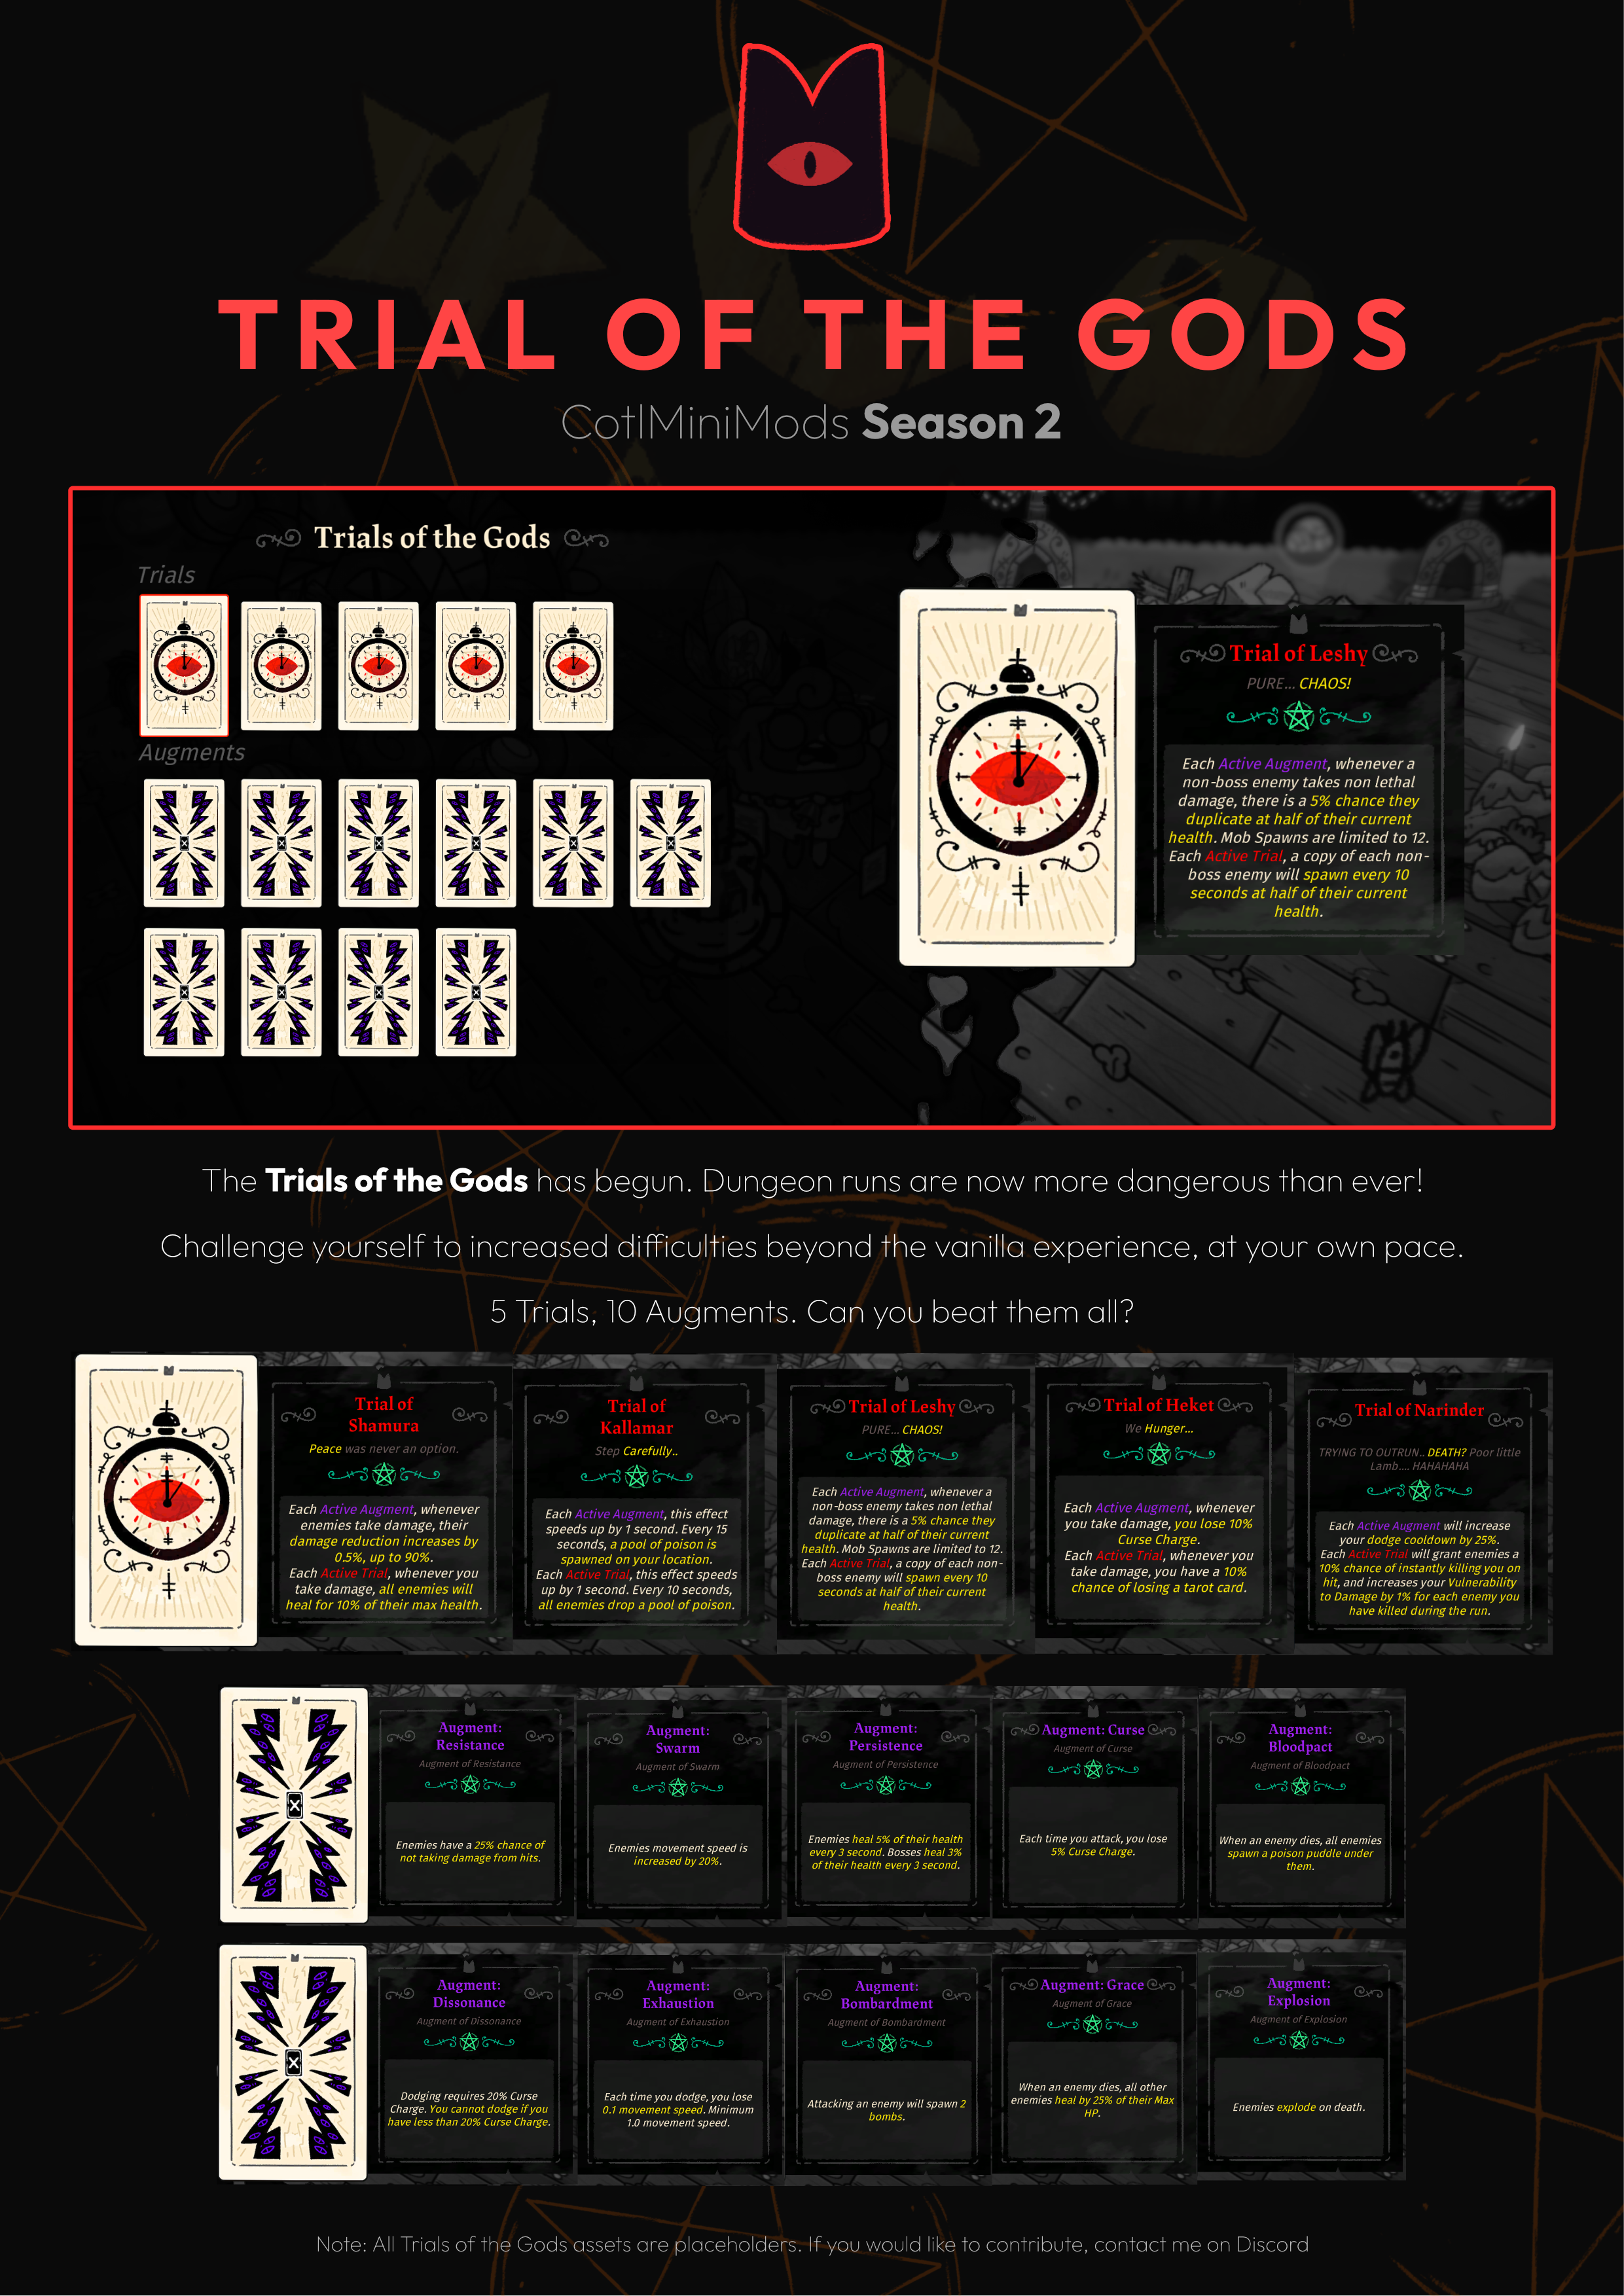 TRIAL OF THE GODS
CotlMiniMods Season 2
Trials of the Gods
Trials
Augments
Trial of Leshy
PURE... CHAOS!
Each Active Augment, whenever a
non-boss enemy takes non lethal
damage, there is a 5% chance they
duplicate at half of their current
health. Mob Spawns are limited to 12.
Each Active Trial, a copy of each non-
boss enemy will spawn every 10
seconds at half of their current
health.
The Trials of the Gods has begun. Dungeon runs are now more dangerous than ever!
Challenge yourself to increased difficulties beyond the vanilla experience, at your own pace.
5 Trials, 10 Augments. Can you beat them all?
Trial of
Shamura
Peace was never an option.
Each Active Augment, whenever
enemies take damage, their
damage reduction increases by
0.5%, up to 90%.
Each Active Trial, whenever you
take damage, all enemies will
heal for 10% of their max health.
Trial of
Kallamar
Step Carefully..
Each Active Augment, this effect
speeds up by 1 second. Every 15
seconds, a pool of poison is
spawned on your location.
Each Active Trial, this effect speeds
up by 1 second. Every 10 seconds,
all enemies drop a pool of poison.
Trial of Leshy
PURE... CHAOS!
Each Active Augment, whenever a
non-boss enemy takes non lethal
damage, there is a 5% chance they
duplicate at half of their current
health. Mob Spawns are limited to 12.
Each Active Trial, a copy of each non-
boss enemy will spawn every 10
seconds at half of their current
health.
Trial of Heket
We Hunger...
Each Active Augment, whenever
you take damage, you lose 10%
Curse Charge.
Each Active Trial, whenever you
take damage, you have a 10%
chance of losing a tarot card.
Trial of Narinder
TRYING TO OUTRUN.. DEATH? Poor little
Lamb.... HAHAHAHA
Each Active Augment will increase
your dodge cooldown by 25%.
Each Active Trial will grant enemies a
10% chance of instantly killing you on
hit, and increases your Vulnerability
to Damage by 1% for each enemy you
have killed during the run.
Augment:
Resistance
Augment of Resistance
Enemies have a 25% chance of
not taking damage from hits.
Augment:
Swarm
Augment of Swarm
Enemies movement speed is
increased by 20%.
Augment:
Persistence
Augment of Persistence
Enemies heal 5% of their health
every 3 second. Bosses heal 3%
of their health every 3 second.
Augment: Curse
Augment of Curse
Each time you attack, you lose
5% Curse Charge.
Augment:
Bloodpact
Augment of Bloodpact
When an enemy dies, all enemies
spawn a poison puddle under
them.
Augment:
Dissonance
Augment of Dissonance
Dodging requires 20% Curse
Charge. You cannot dodge if you
have less than 20% Curse Charge.
Augment:
Exhaustion
Augment of Exhaustion
Each time you dodge, you lose
0.1 movement speed. Minimum
1.0 movement speed.
Augment:
Bombardment
Augment of Bombardment
Attacking an enemy will spawn 2
bombs.
Augment: Grace
Augment of Grace
When an enemy dies, all other
enemies heal by 25% of their Max
HP.
Augment:
Explosion
Augment of Explosion
Enemies explode on death.
Note: All Trials of the Gods assets are placeholders. If you would like to contribute, contact me on Discord